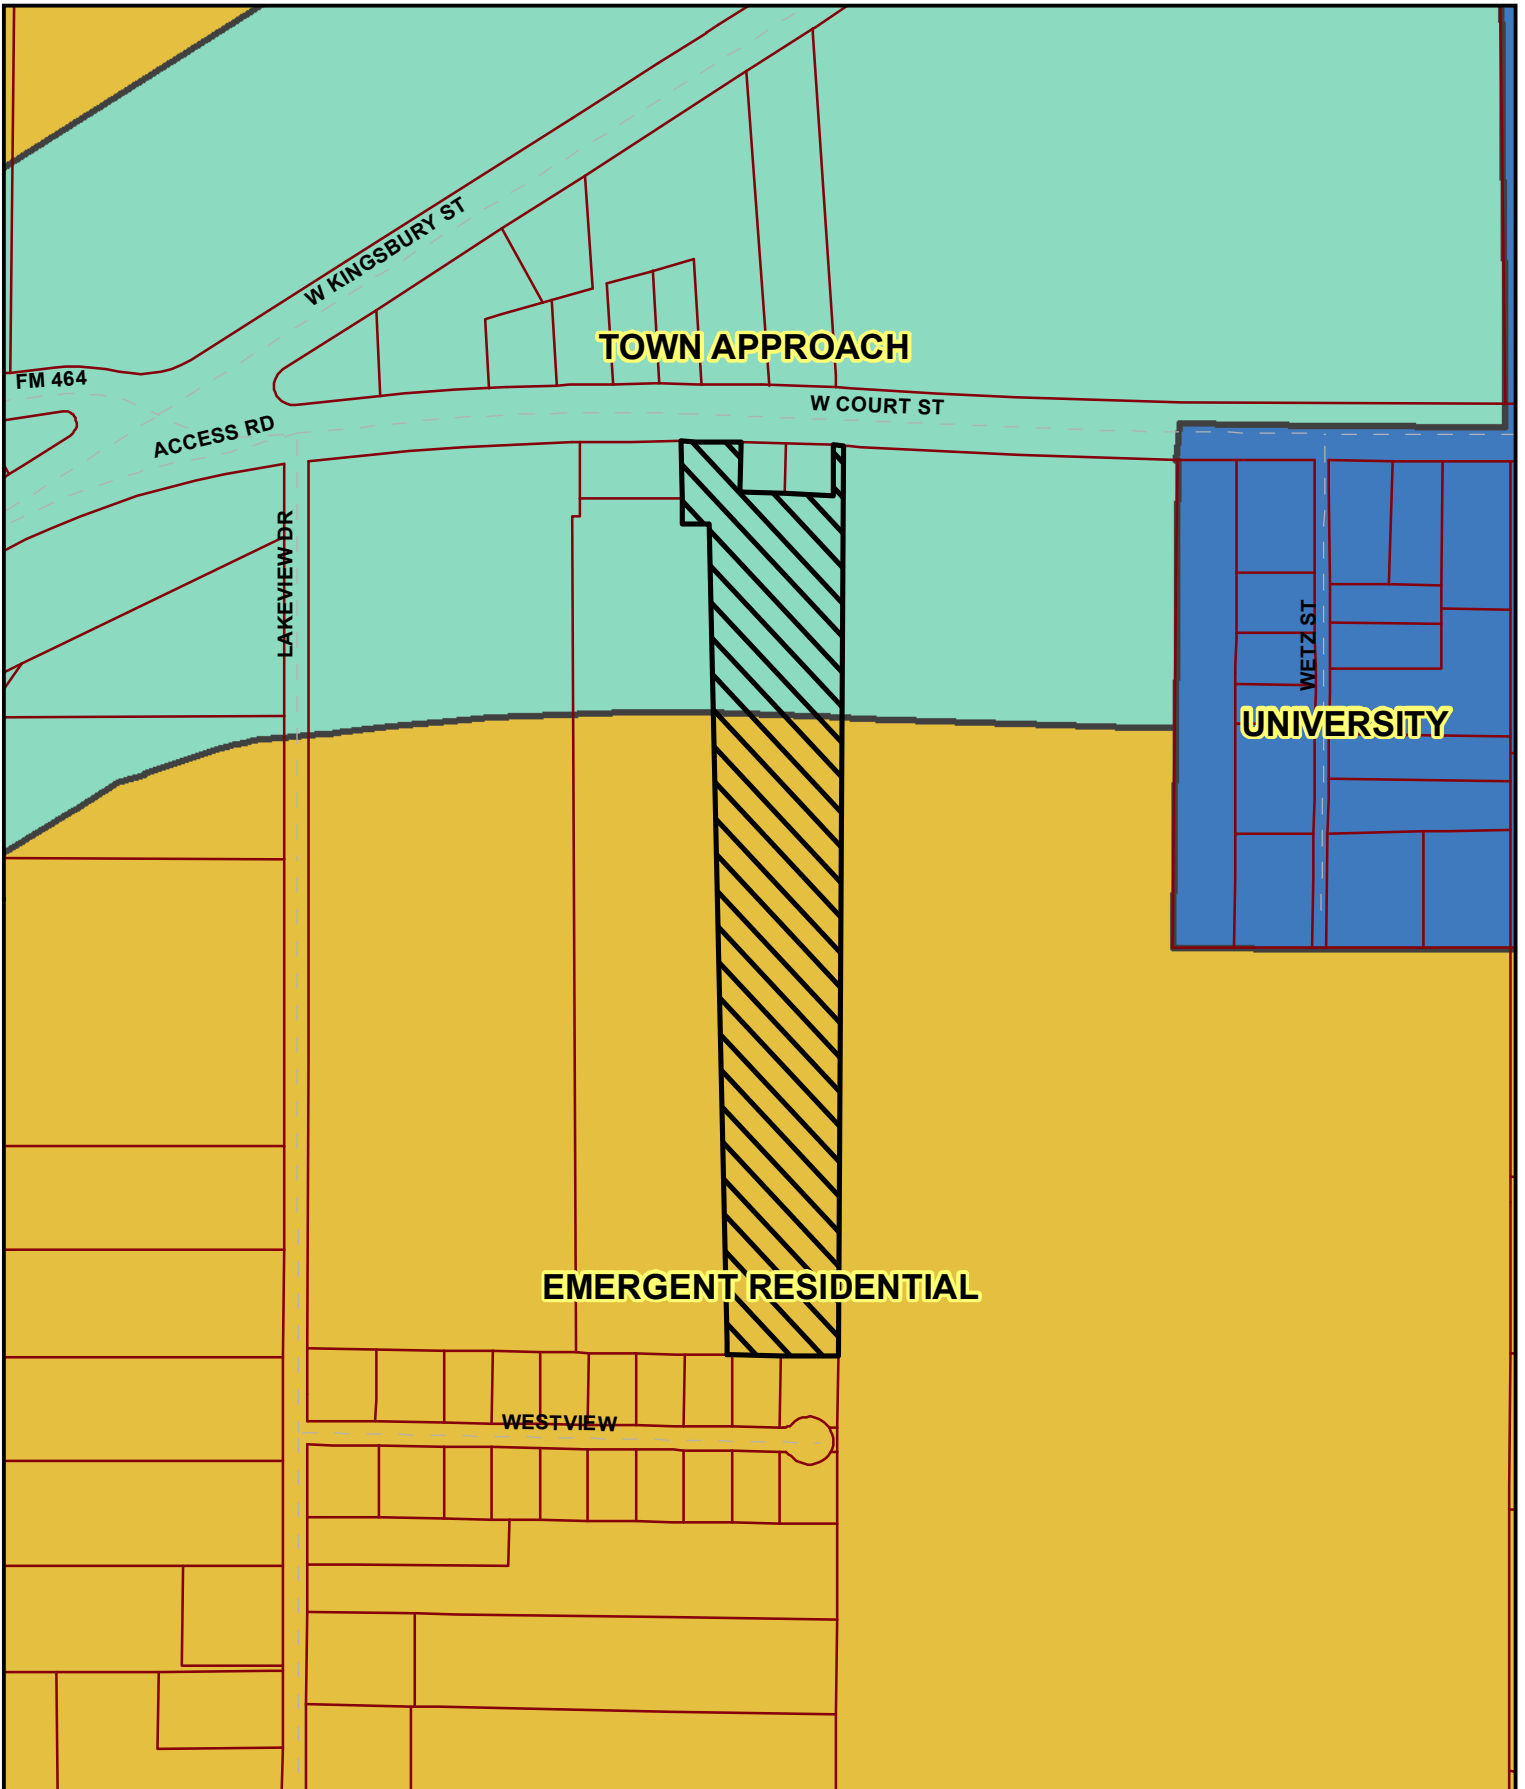 W KINGSBURY ST
TOWN APPROACH
FM 464
W COURT ST
ACCESS RD
LAKEVIEW DR
WETZ ST
UNIVERSITY
EMERGENT RESIDENTIAL
WESTVIEW